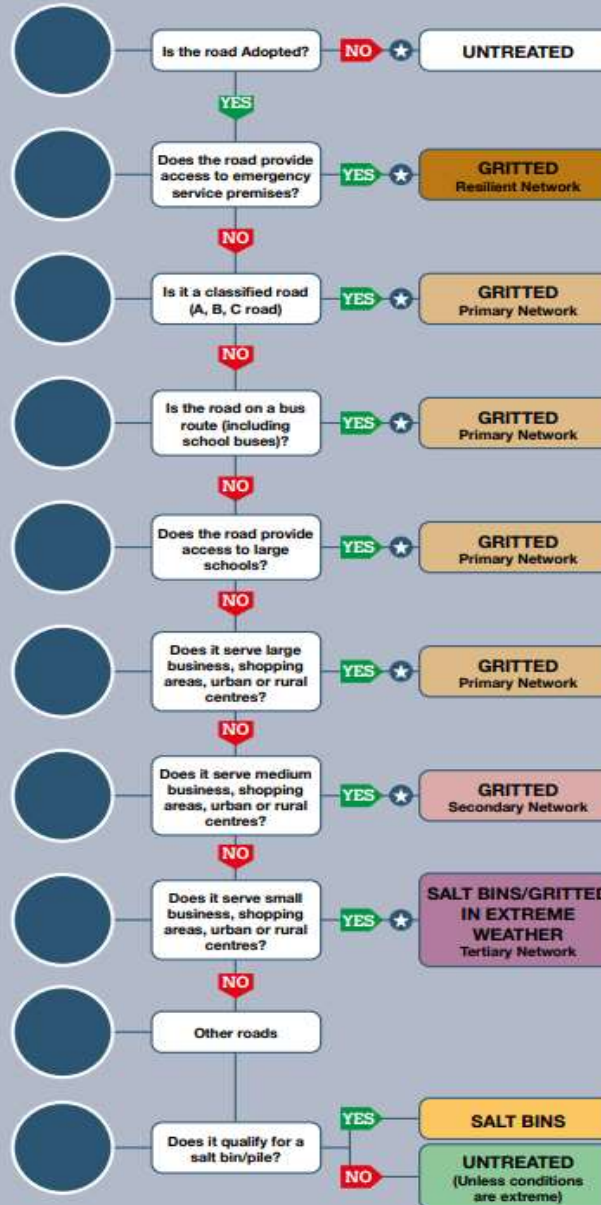 Is the road Adopted?
NO
UNTREATED
YES
Does the road provide
access to emergency
service premises?
YES
GRITTED
Resilient Network
NO
Is it a classified road
(A, B, C road)
YES
GRITTED
Primary Network
NO
Is the road on a bus
route (including
school buses)?
YES
GRITTED
Primary Network
NO
Does the road provide
access to large
schools?
YES
GRITTED
Primary Network
NO
Does it serve large
business, shopping
areas, urban or rural
centres?
YES
GRITTED
Primary Network
NO
Does it serve medium
business, shopping
areas, urban or rural
centres?
YES
GRITTED
Secondary Network
NO
Does it serve small
business, shopping
areas, urban or rural
centres?
YES
SALT BINS/GRITTED
IN EXTREME
WEATHER
Tertiary Network
NO
Other roads
Does it qualify for a
salt bin/pile?
YES
SALT BINS
NO
UNTREATED
(Unless conditions
are extreme)